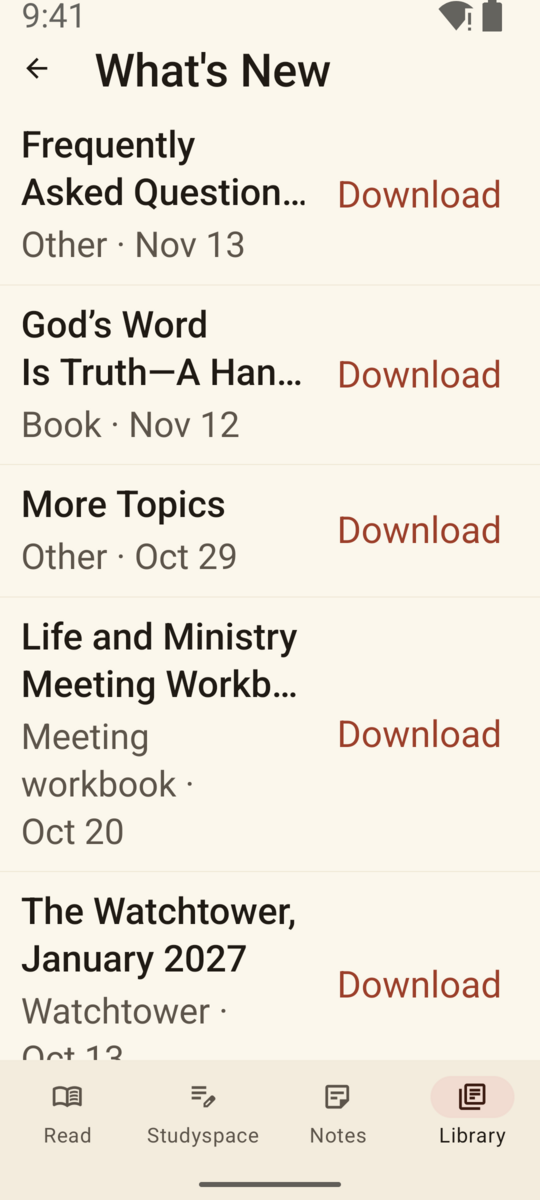 9:41
What's New
Frequently
Asked Question…
Download
Other · Nov 13
God’s Word
Is Truth—A Han…
Download
Book · Nov 12
More Topics
Download
Other · Oct 29
Life and Ministry
Meeting Workb…
Download
Meeting
workbook ·
Oct 20
The Watchtower,
January 2027
Download
Watchtower ·
Oct 13
Read
Studyspace
Notes
Library